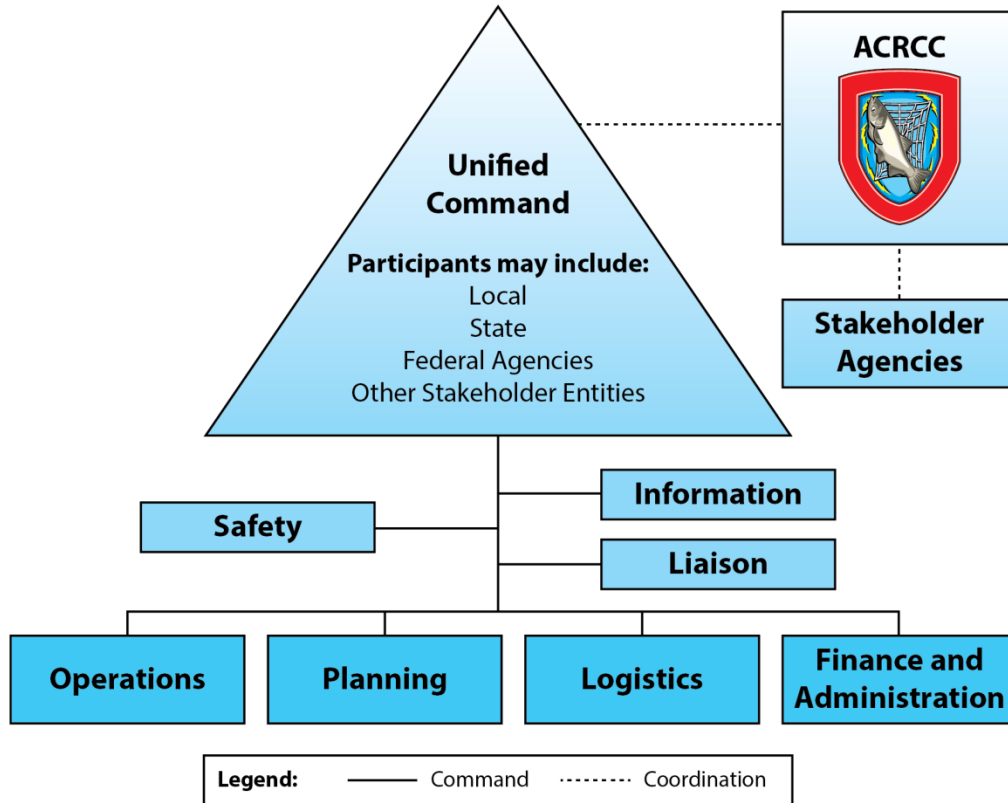 ACRCC
Unified
Command
Participants may include:
Local
State
Federal Agencies
Other Stakeholder Entities
Stakeholder
Agencies
Information
Safety
Liaison
Operations
Planning
Logistics
Finance and
Administration
Legend: Command Coordination